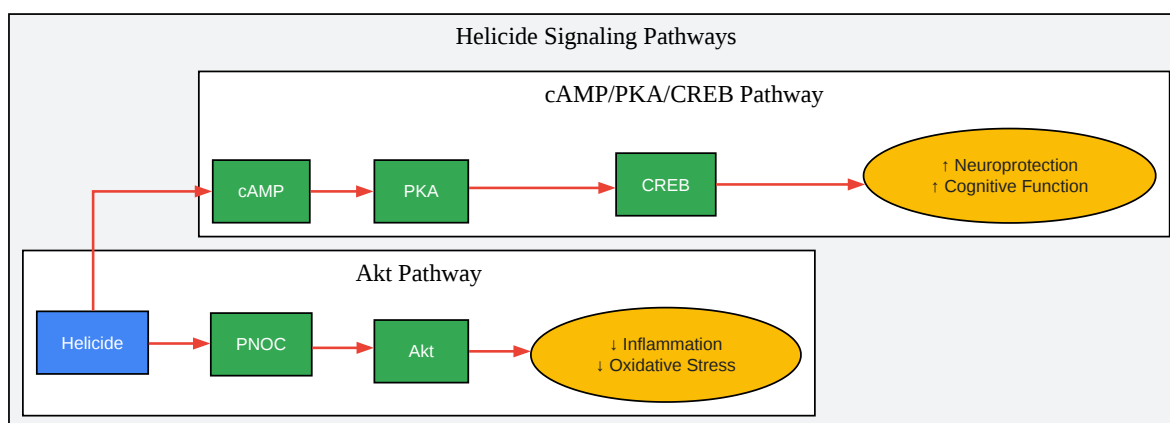 Helicide Signaling Pathways
cAMP/PKA/CREB Pathway
cAMP
PKA
CREB
↑ Neuroprotection
↑ Cognitive Function
Akt Pathway
Helicide
PNOC
Akt
↓ Inflammation
↓ Oxidative Stress